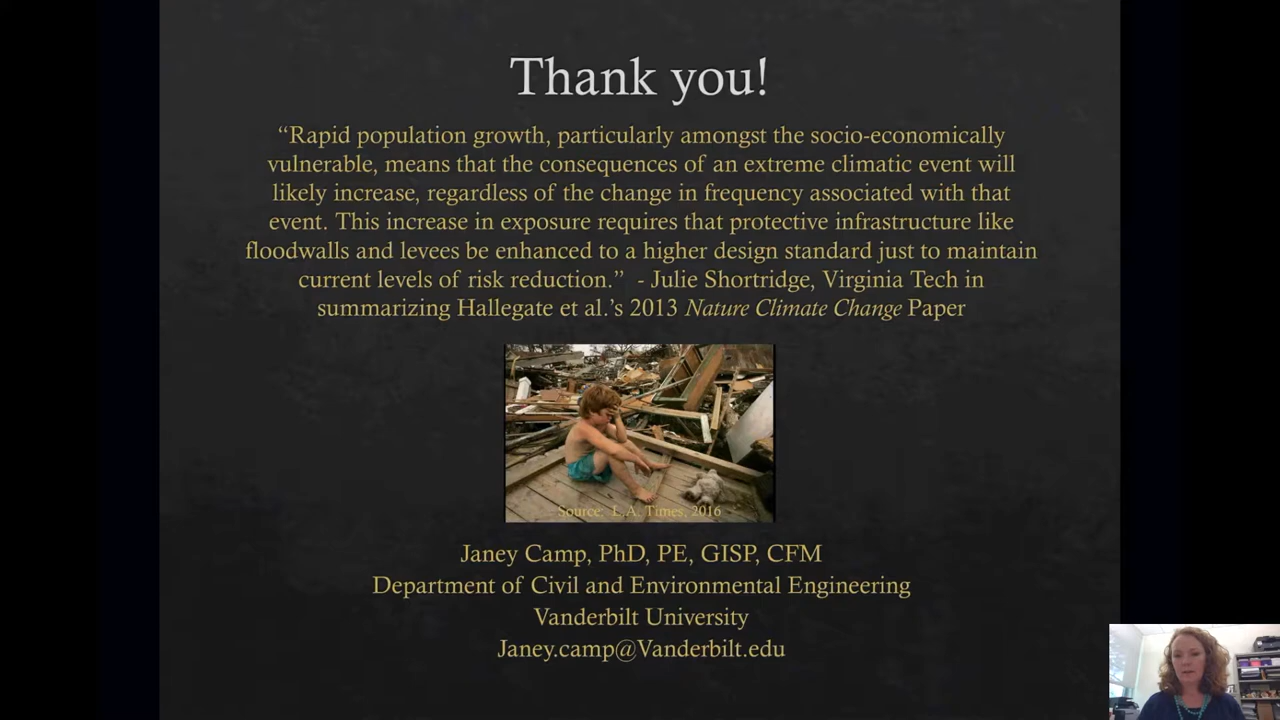 Thank you!
“Rapid population growth, particularly amongst the socio-economically
vulnerable, means that the consequences of an extreme climatic event will
likely increase, regardless of the change in frequency associated with that
event. This increase in exposure requires that protective infrastructure like
floodwalls and levees be enhanced to a higher design standard just to maintain
current levels of risk reduction.” - Julie Shortridge, Virginia Tech in
summarizing Hallegate et al.’s 2013 Nature Climate Change Paper
Source: L.A. Times, 2016
Janey Camp, PhD, PE, GISP, CFM
Department of Civil and Environmental Engineering
Vanderbilt University
Janey.camp@Vanderbilt.edu